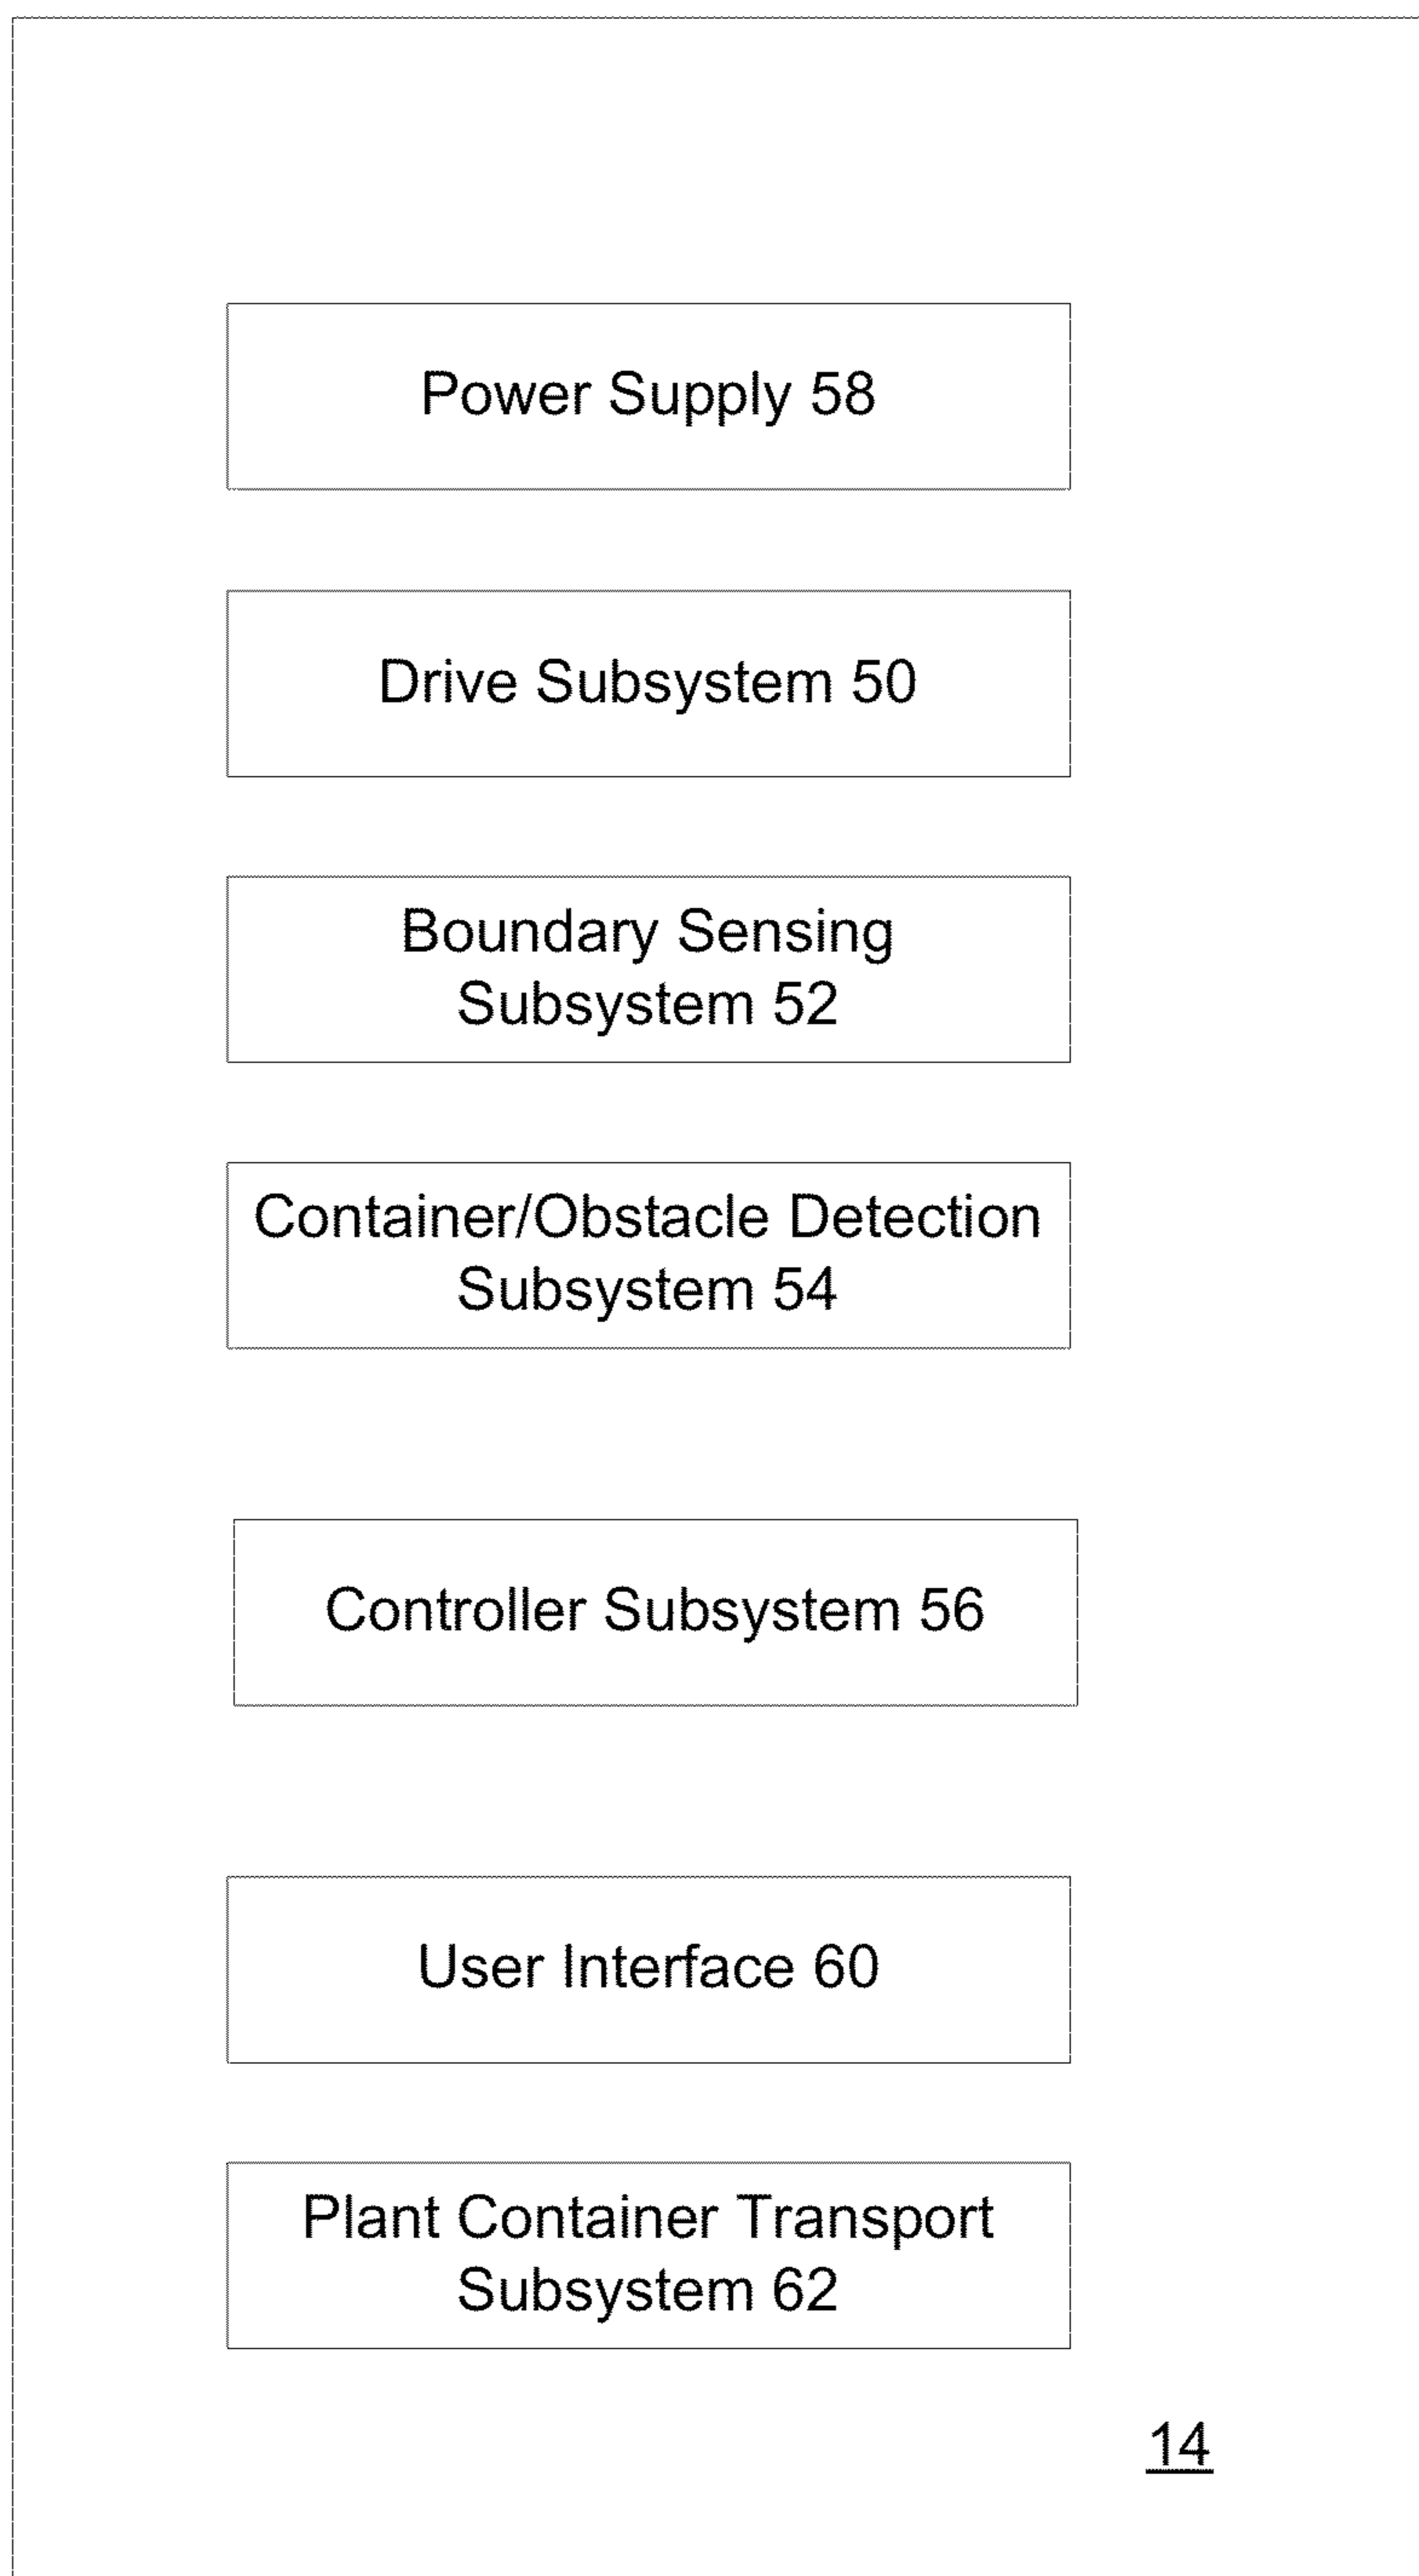 Power Supply 58
Drive Subsystem 50
Boundary Sensing
Subsystem 52
Container/Obstacle Detection
Subsystem 54
Controller Subsystem 56
User Interface 60
Plant Container Transport
Subsystem 62
14